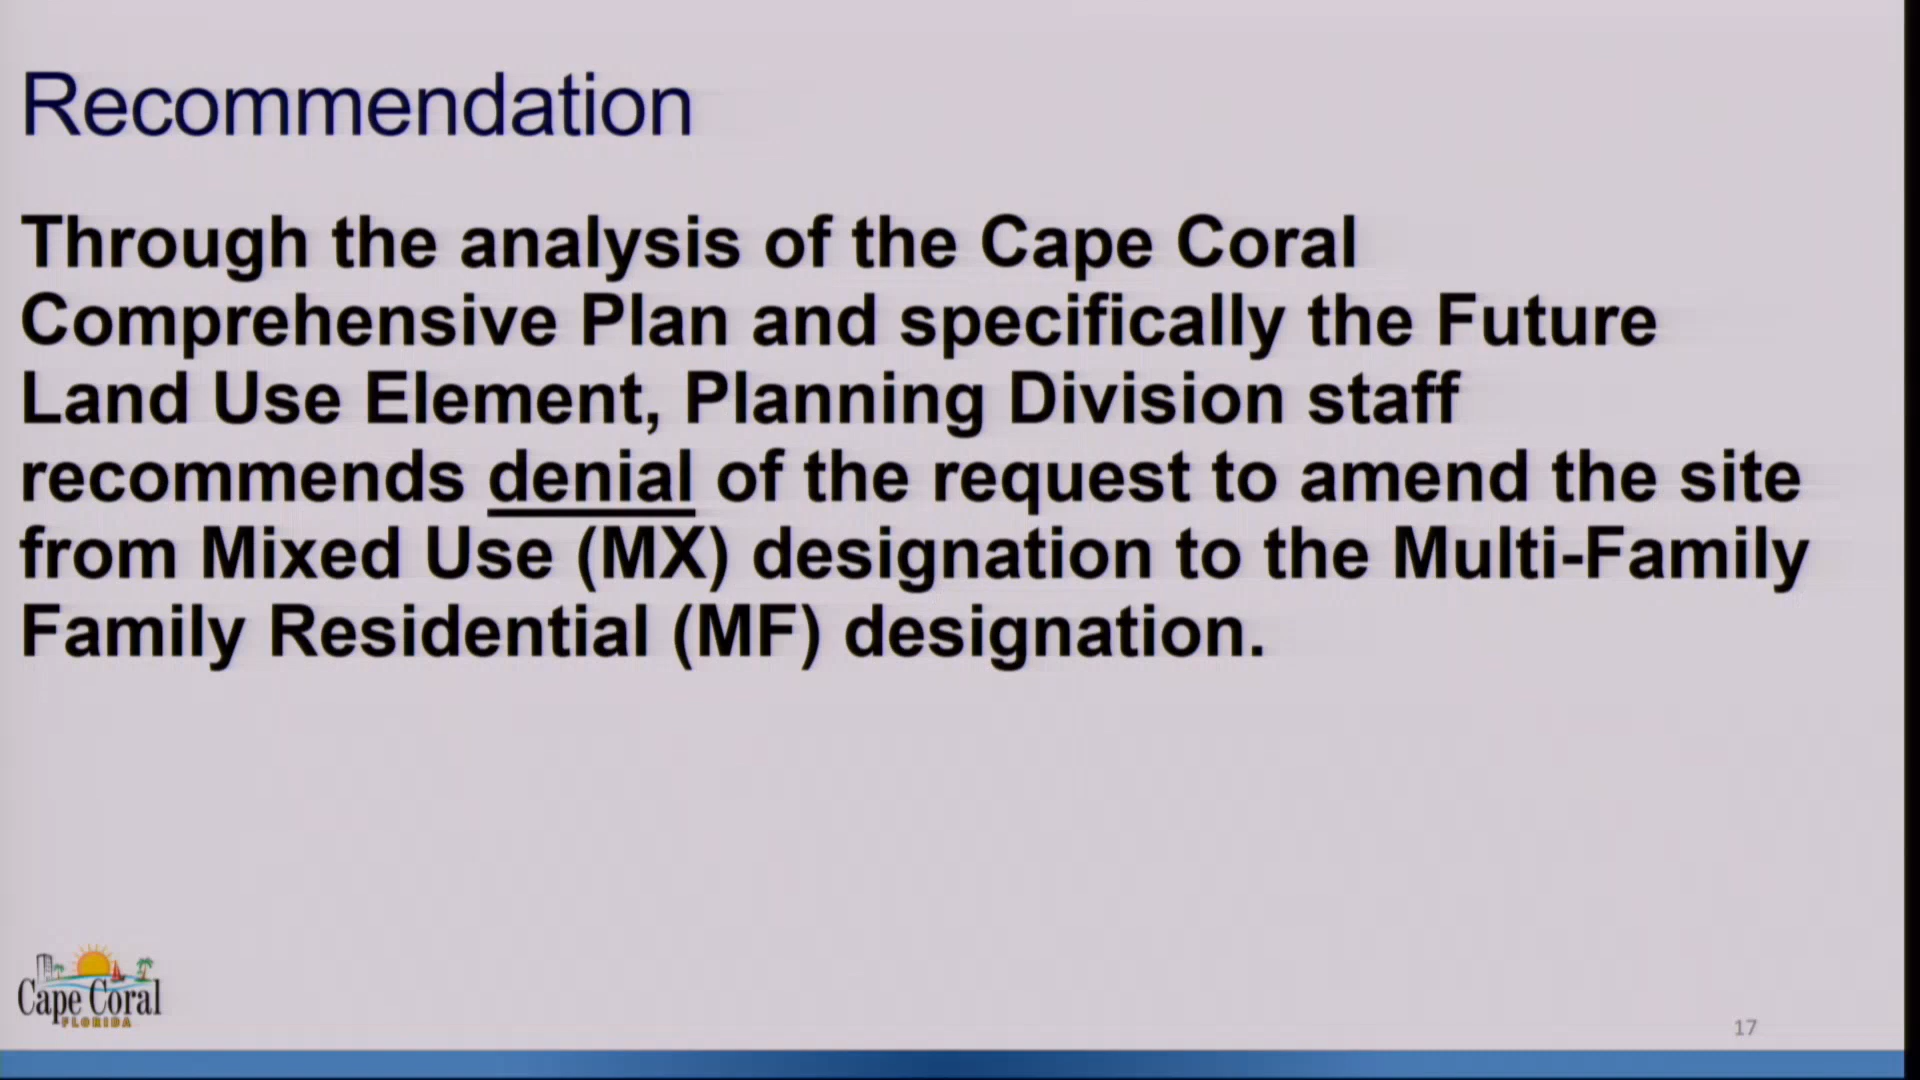 Recommendation
Through the analysis of the Cape Coral
Comprehensive Plan and specifically the Future
Land Use Element, Planning Division staff
recommends denial of the request to amend the site
from Mixed Use (MX) designation to the Multi-Family
Family Residential (MF) designation.
Cape Coral
FLORIDA
17